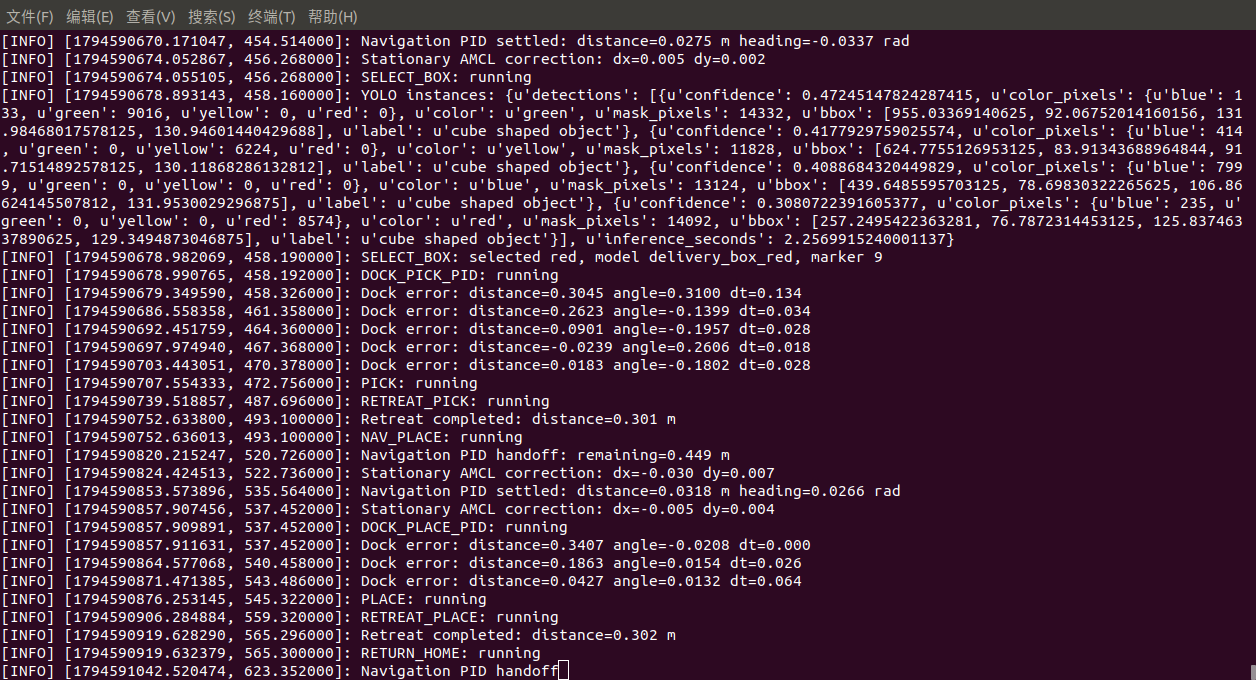 文件(F) 编辑(E) 查看(V) 搜索(S) 终端(T) 帮助(H)
[INFO] [1794590670.171047, 454.514000]: Navigation PID settled: distance=0.0275 m heading=-0.0337 rad
[INFO] [1794590674.052867, 456.268000]: Stationary AMCL correction: dx=0.005 dy=0.002
[INFO] [1794590674.055105, 456.280000]: SELECT_BOX: running
[INFO] [1794590678.893143, 458.160000]: YOLO instances: {u'detections': [{u'confidence': 0.47245147824287415, u'color_pixels': {u'blue': 1
33, u'green': 9016, u'yellow': 0, u'red': 0}, u'color': u'green', u'mask_pixels': 14332, u'bbox': [955.03369140625, 92.06752014160156, 131
.98468017578125, 130.94601440429688], u'label': u'cube shaped object'}, {u'confidence': 0.4177929759025574, u'color_pixels': {u'blue': 414
, u'green': 0, u'yellow': 6224, u'red': 0}, u'color': u'yellow', u'mask_pixels': 11828, u'bbox': [624.7755126953125, 83.91343688964844, 91
.71514892578125, 130.11868286132812], u'label': u'cube shaped object'}, {u'confidence': 0.4088684320449829, u'color_pixels': {u'blue': 799
9, u'green': 0, u'yellow': 0, u'red': 0}, u'color': u'blue', u'mask_pixels': 13124, u'bbox': [439.6485595703125, 78.69830322265625, 106.86
624145507812, 131.9530029296875], u'label': u'cube shaped object'}, {u'confidence': 0.3080722391605377, u'color_pixels': {u'blue': 235, u'
green': 0, u'yellow': 0, u'red': 8574}, u'color': u'red', u'mask_pixels': 14092, u'bbox': [257.2495422363281, 76.7872314453125, 125.837463
37890625, 129.3494873046875], u'label': u'cube shaped object'}], u'inference_seconds': 2.2569915240001137}
[INFO] [1794590678.982069, 458.190000]: SELECT_BOX: selected red, model delivery_box_red, marker 9
[INFO] [1794590678.990765, 458.192000]: DOCK_PICK_PID: running
[INFO] [1794590679.349590, 458.326000]: Dock error: distance=0.3045 angle=0.3100 dt=0.134
[INFO] [1794590686.558358, 461.358000]: Dock error: distance=0.2623 angle=-0.1399 dt=0.034
[INFO] [1794590692.451759, 464.360000]: Dock error: distance=0.0901 angle=-0.1957 dt=0.028
[INFO] [1794590697.974940, 467.368000]: Dock error: distance=-0.0239 angle=0.2606 dt=0.018
[INFO] [1794590703.443051, 470.378000]: Dock error: distance=0.0183 angle=-0.1802 dt=0.028
[INFO] [1794590707.554333, 472.756000]: PICK: running
[INFO] [1794590739.518857, 487.696000]: RETREAT_PICK: running
[INFO] [1794590752.633800, 493.100000]: Retreat completed: distance=0.301 m
[INFO] [1794590752.636013, 493.100000]: NAV_PLACE: running
[INFO] [1794590820.215247, 520.726000]: Navigation PID handoff: remaining=0.449 m
[INFO] [1794590824.424513, 522.736000]: Stationary AMCL correction: dx=-0.030 dy=0.007
[INFO] [1794590853.573896, 535.564000]: Navigation PID settled: distance=0.0318 m heading=0.0266 rad
[INFO] [1794590857.907456, 537.452000]: Stationary AMCL correction: dx=-0.005 dy=0.004
[INFO] [1794590857.909891, 537.452000]: DOCK_PLACE_PID: running
[INFO] [1794590857.911631, 537.452000]: Dock error: distance=0.3407 angle=-0.0208 dt=0.000
[INFO] [1794590864.577068, 540.458000]: Dock error: distance=0.1863 angle=0.0154 dt=0.026
[INFO] [1794590871.471385, 543.486000]: Dock error: distance=0.0427 angle=0.0132 dt=0.064
[INFO] [1794590876.253145, 545.322000]: PLACE: running
[INFO] [1794590906.284884, 559.320000]: RETREAT_PLACE: running
[INFO] [1794590919.628290, 565.296000]: Retreat completed: distance=0.302 m
[INFO] [1794590919.632379, 565.300000]: RETURN_HOME: running
[INFO] [1794591042.520474, 623.352000]: Navigation PID handoff